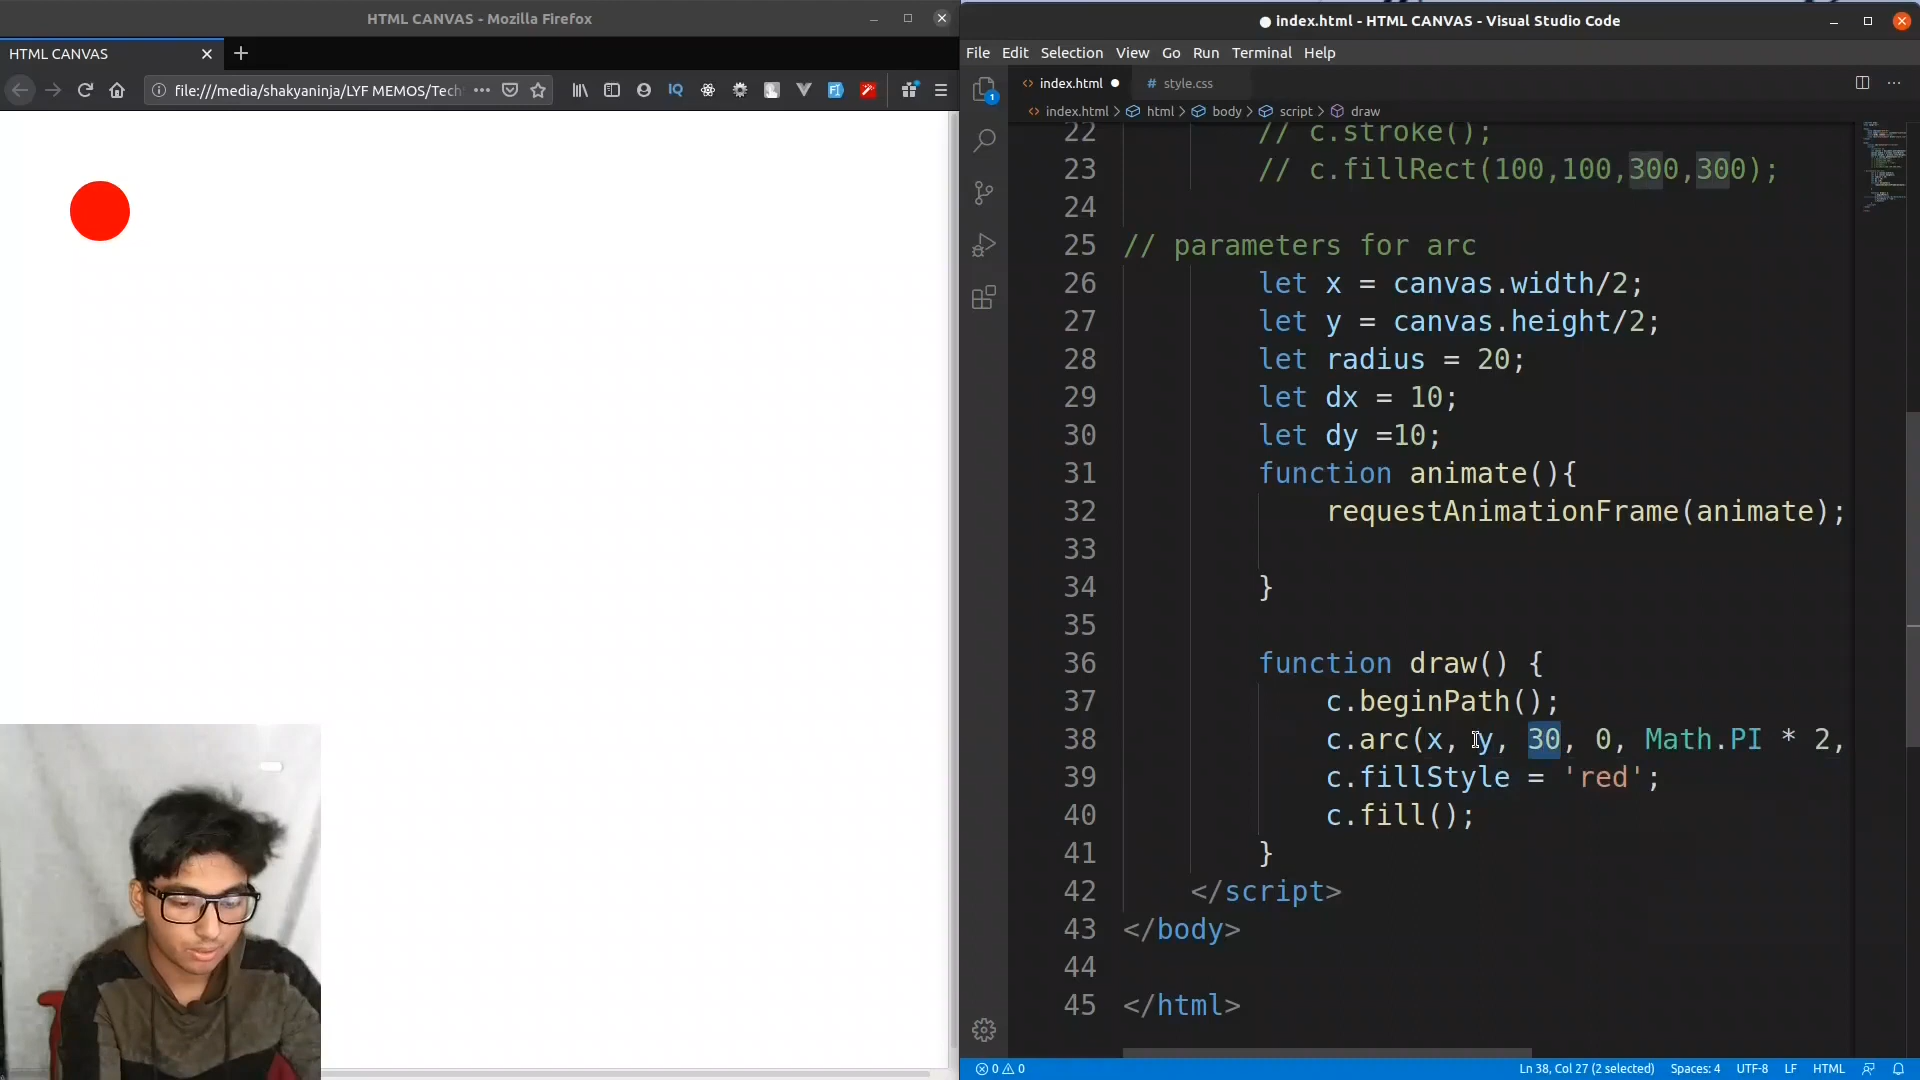 HTML CANVAS - Mozilla Firefox
HTML CANVAS
file:///media/shakyaninja/LYF MEMOS/Tech
IQ
index.html - HTML CANVAS - Visual Studio Code
File Edit Selection View Go Run Terminal Help
index.html
# style.css
index.html > html > body > script > draw
1
22 // c.stroke();
23 // c.fillRect(100,100,300,300);
24
25 // parameters for arc
26 let x = canvas.width/2;
27 let y = canvas.height/2;
28 let radius = 20;
29 let dx = 10;
30 let dy =10;
31 function animate(){
32 requestAnimationFrame(animate);
33
34 }
35
36 function draw() {
37 c.beginPath();
38 c.arc(x, y, 30, 0, Math.PI * 2,
39 c.fillStyle = 'red';
40 c.fill();
41 }
42 </script>
43 </body>
44
45 </html>
0 0
Ln 38, Col 27 (2 selected) Spaces: 4 UTF-8 LF HTML